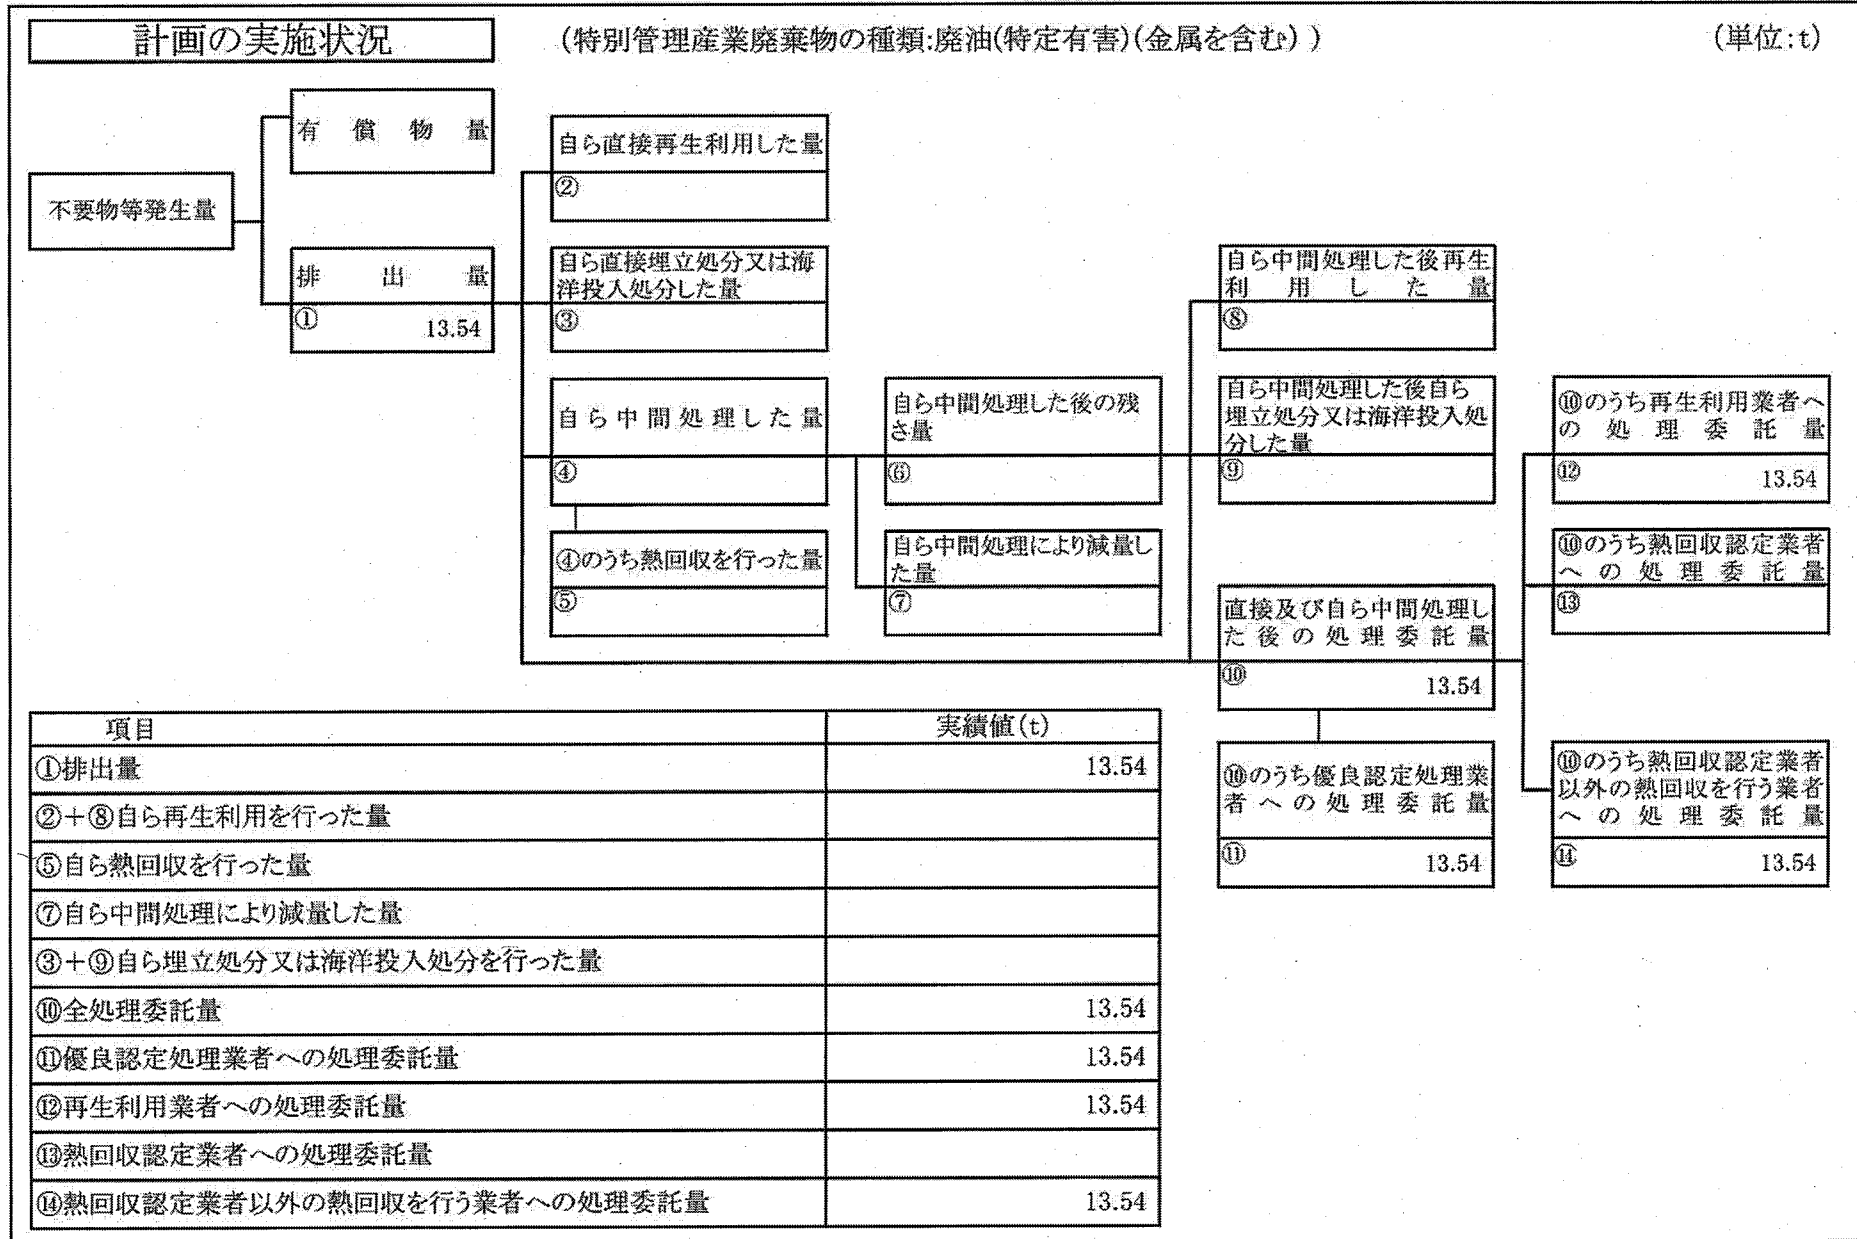 計画の実施状況
(特別管理産業廃棄物の種類:廃油(特定有害)(金属を含む))
(単位:t)
有償物量
不要物等発生量
排出量
① 13.54
自ら直接再生利用した量
②
自ら直接埋立処分又は海
洋投入処分した量
③
自ら中間処理した量
④
④のうち熱回収を行った量
⑤
自ら中間処理した後の残
さ量
⑥
自ら中間処理により減量し
た量
⑦
自ら中間処理した後再生
利用した量
⑧
自ら中間処理した後自ら
埋立処分又は海洋投入処
分した量
⑨
直接及び自ら中間処理し
た後の処理委託量
⑩ 13.54
⑩のうち優良認定処理業
者への処理委託量
⑪ 13.54
⑩のうち再生利用業者へ
の処理委託量
⑫ 13.54
⑩のうち熱回収認定業者
への処理委託量
⑬
⑩のうち熱回収認定業者
以外の熱回収を行う業者
への処理委託量
⑭ 13.54
項目 実績値(t)
①排出量 13.54
②+⑧自ら再生利用を行った量
⑤自ら熱回収を行った量
⑦自ら中間処理により減量した量
③+⑨自ら埋立処分又は海洋投入処分を行った量
⑩全処理委託量 13.54
⑪優良認定処理業者への処理委託量 13.54
⑫再生利用業者への処理委託量 13.54
⑬熱回収認定業者への処理委託量
⑭熱回収認定業者以外の熱回収を行う業者への処理委託量 13.54